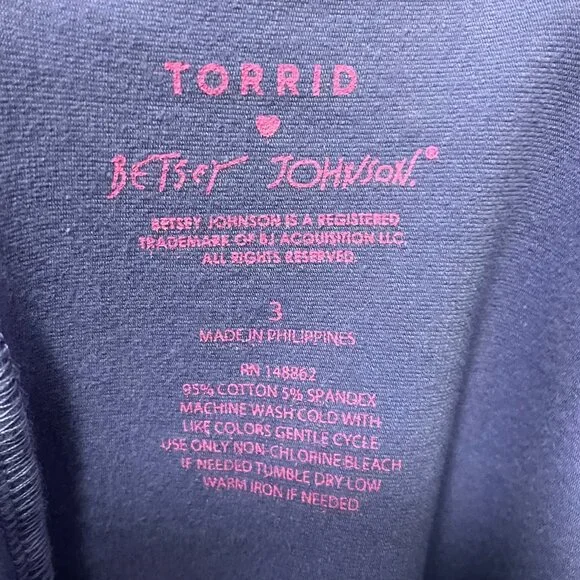 TORRID
BETSEY JOHNSON.®
BETSEY JOHNSON IS A REGISTERED
TRADEMARK OF BJ ACQUISITION LLC.
ALL RIGHTS RESERVED.
3
MADE IN PHILIPPINES
RN 148862
95% COTTON 5% SPANDEX
MACHINE WASH COLD WITH
LIKE COLORS GENTLE CYCLE
USE ONLY NON-CHLORINE BLEACH
IF NEEDED TUMBLE DRY LOW
WARM IRON IF NEEDED